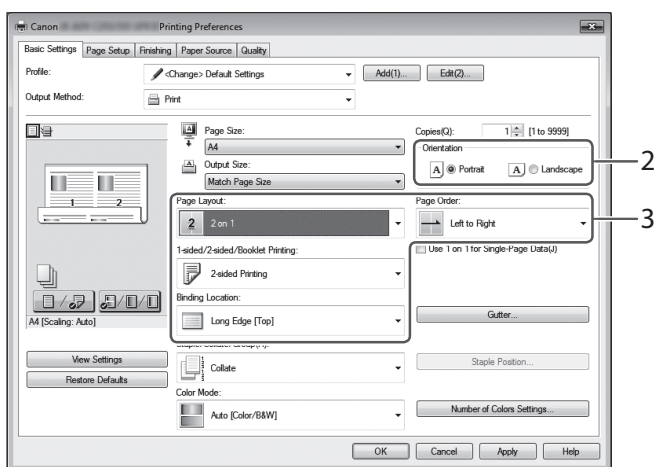 Canon Printing Preferences
Basic Settings Page Setup Finishing Paper Source Quality
Profile: <Change> Default Settings Add(1)... Edit(2)...
Output Method: Print
Page Size: Copies(Q): 1 [1 to 9999]
A4
Orientation
Output Size: A Portrait A Landscape 2
Match Page Size
Page Layout: Page Order:
1 2
2 2 on 1 Left to Right 3
1-sided/2-sided/Booklet Printing: Use 1 on 1 for Single-Page Data(J)
2-sided Printing
Binding Location:
Long Edge [Top] Gutter...
A4 [Scaling: Auto]
View Settings Collate Staple Position...
Restore Defaults
Color Mode:
Auto [Color/B&W] Number of Colors Settings...
OK Cancel Apply Help